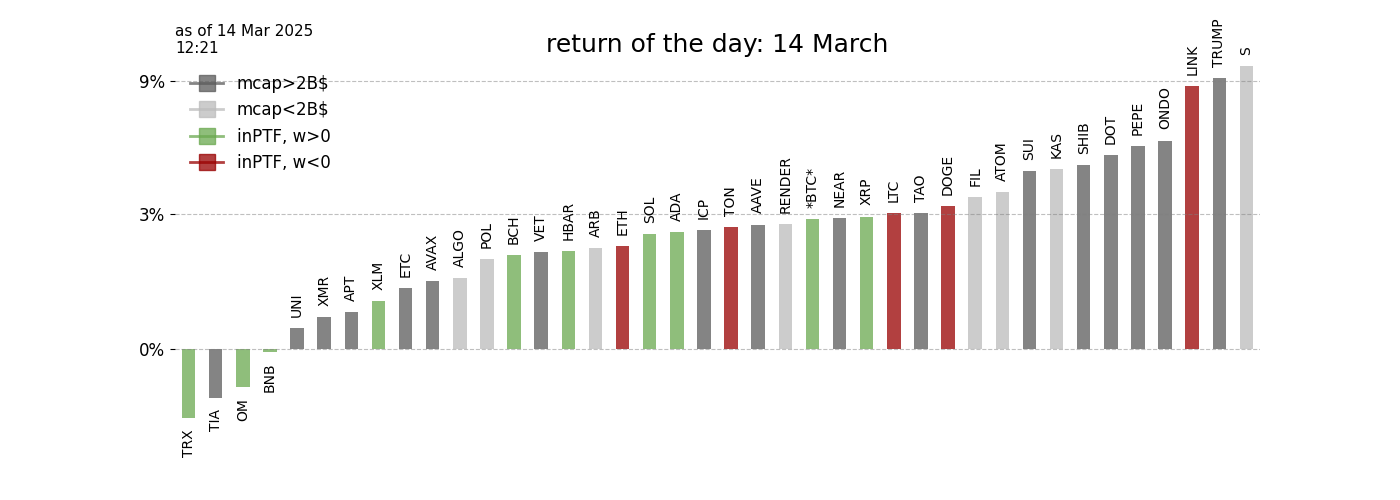 as of 14 Mar 2025
12:21
return of the day: 14 March
9%
3%
0%
mcap>2B$
mcap<2B$
inPTF, w>0
inPTF, w<0
TRX
TIA
OM
BNB
UNI
XMR
APT
XLM
ETC
AVAX
ALGO
POL
BCH
VET
HBAR
ARB
ETH
SOL
ADA
ICP
TON
AAVE
RENDER
*BTC*
NEAR
XRP
LTC
TAO
DOGE
FIL
ATOM
SUI
KAS
SHIB
DOT
PEPE
ONDO
LINK
TRUMP
S